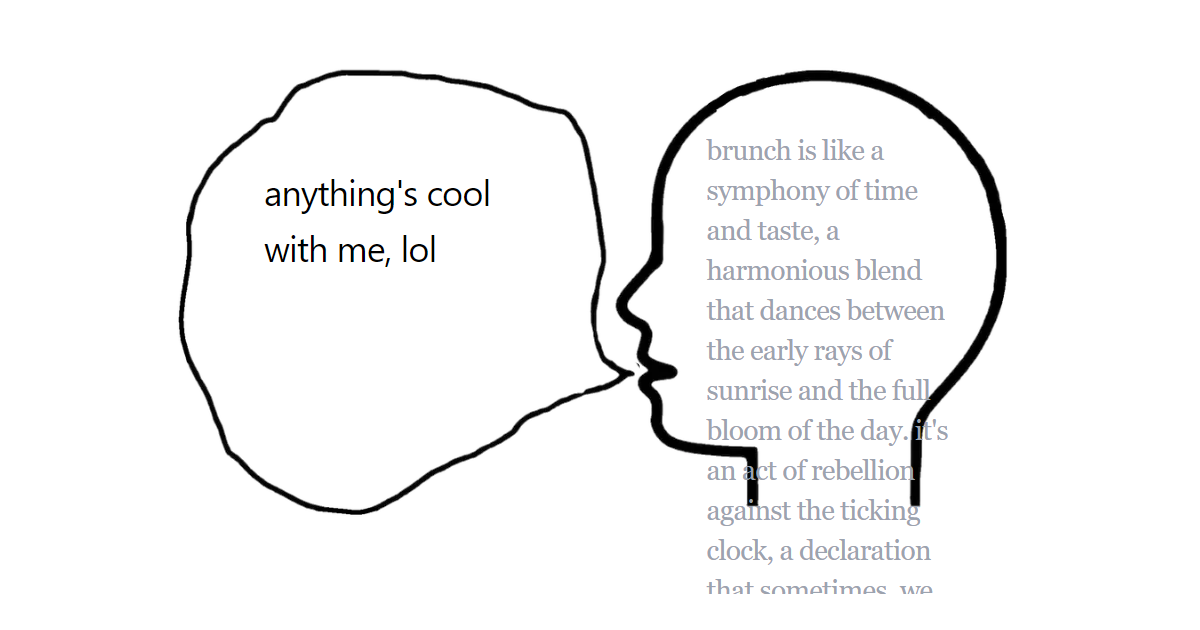 anything's cool
with me, lol
brunch is like a
symphony of time
and taste, a
harmonious blend
that dances between
the early rays of
sunrise and the full
bloom of the day. it's
an act of rebellion
against the ticking
clock, a declaration
that sometimes, we